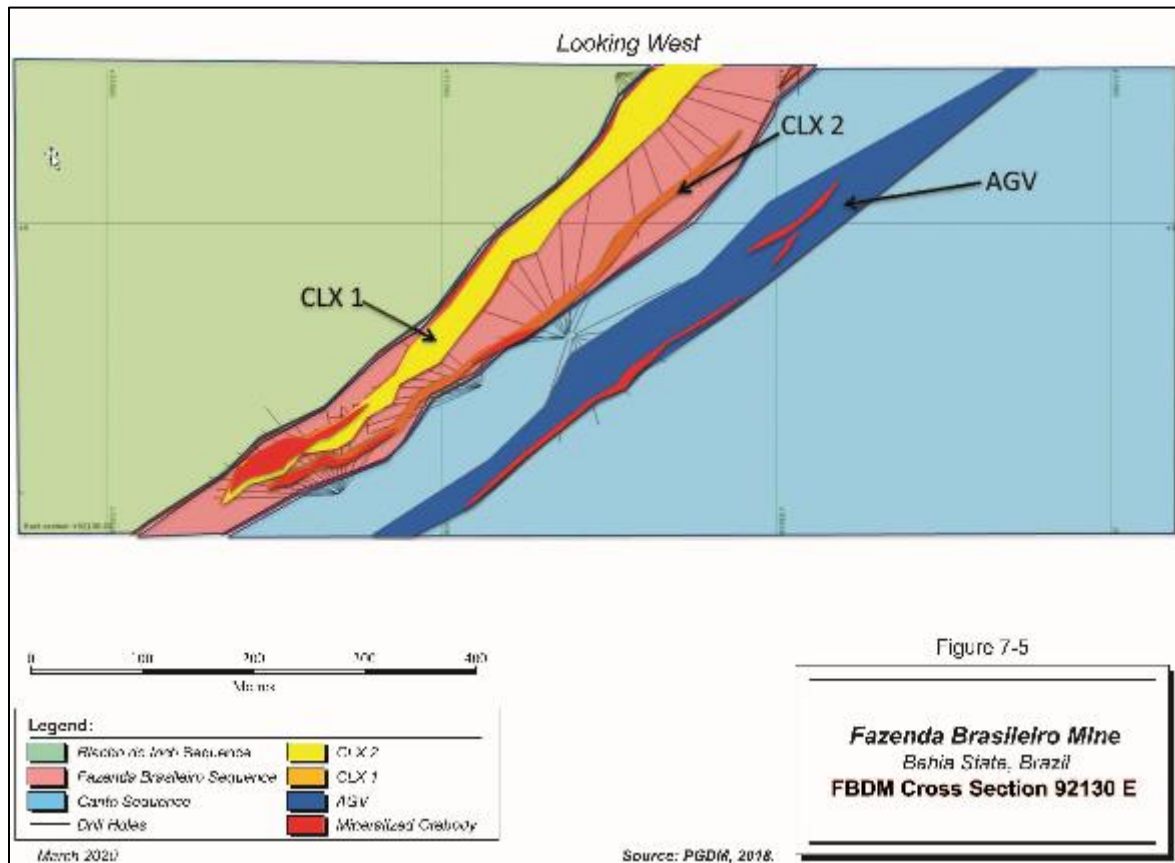 Looking West
CLX 2
AGV
CLX 1
0 100 200 300 400
Metres
Figure 7-5
Legend:
Sequence
CLX 2
Fazenda Brasileiro Sequence
CLX 1
Canto Sequence
AGV
Drill Holes
Mineralized Orebody
Fazenda Brasileiro Mine
Bahia State, Brazil
FBDM Cross Section 92130 E
March 2020
Source: PGDM, 2018.